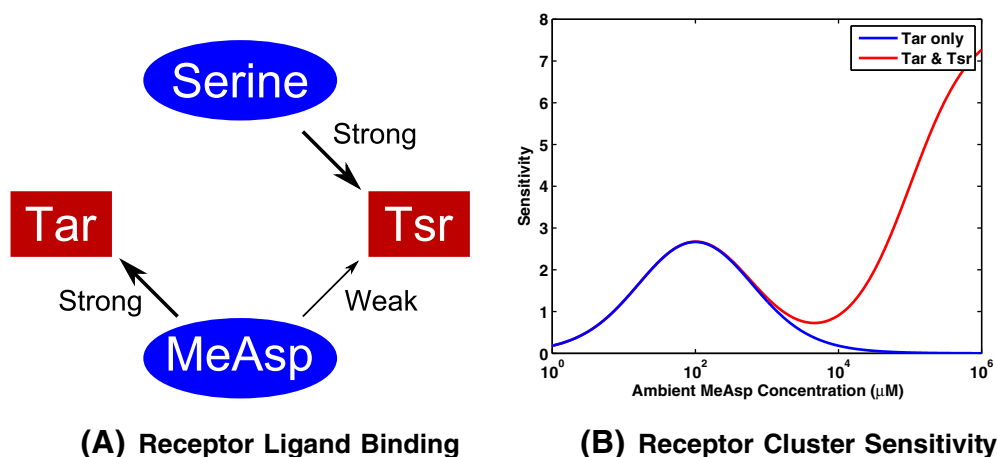 Serine
Strong
Tar
Tsr
Strong
Weak
MeAsp
(A) Receptor Ligand Binding
8
7
6
5
4
3
2
1
0
Sensitivity
Tar only
Tar & Tsr
10^0
10^2
10^4
10^6
Ambient MeAsp Concentration (μM)
(B) Receptor Cluster Sensitivity